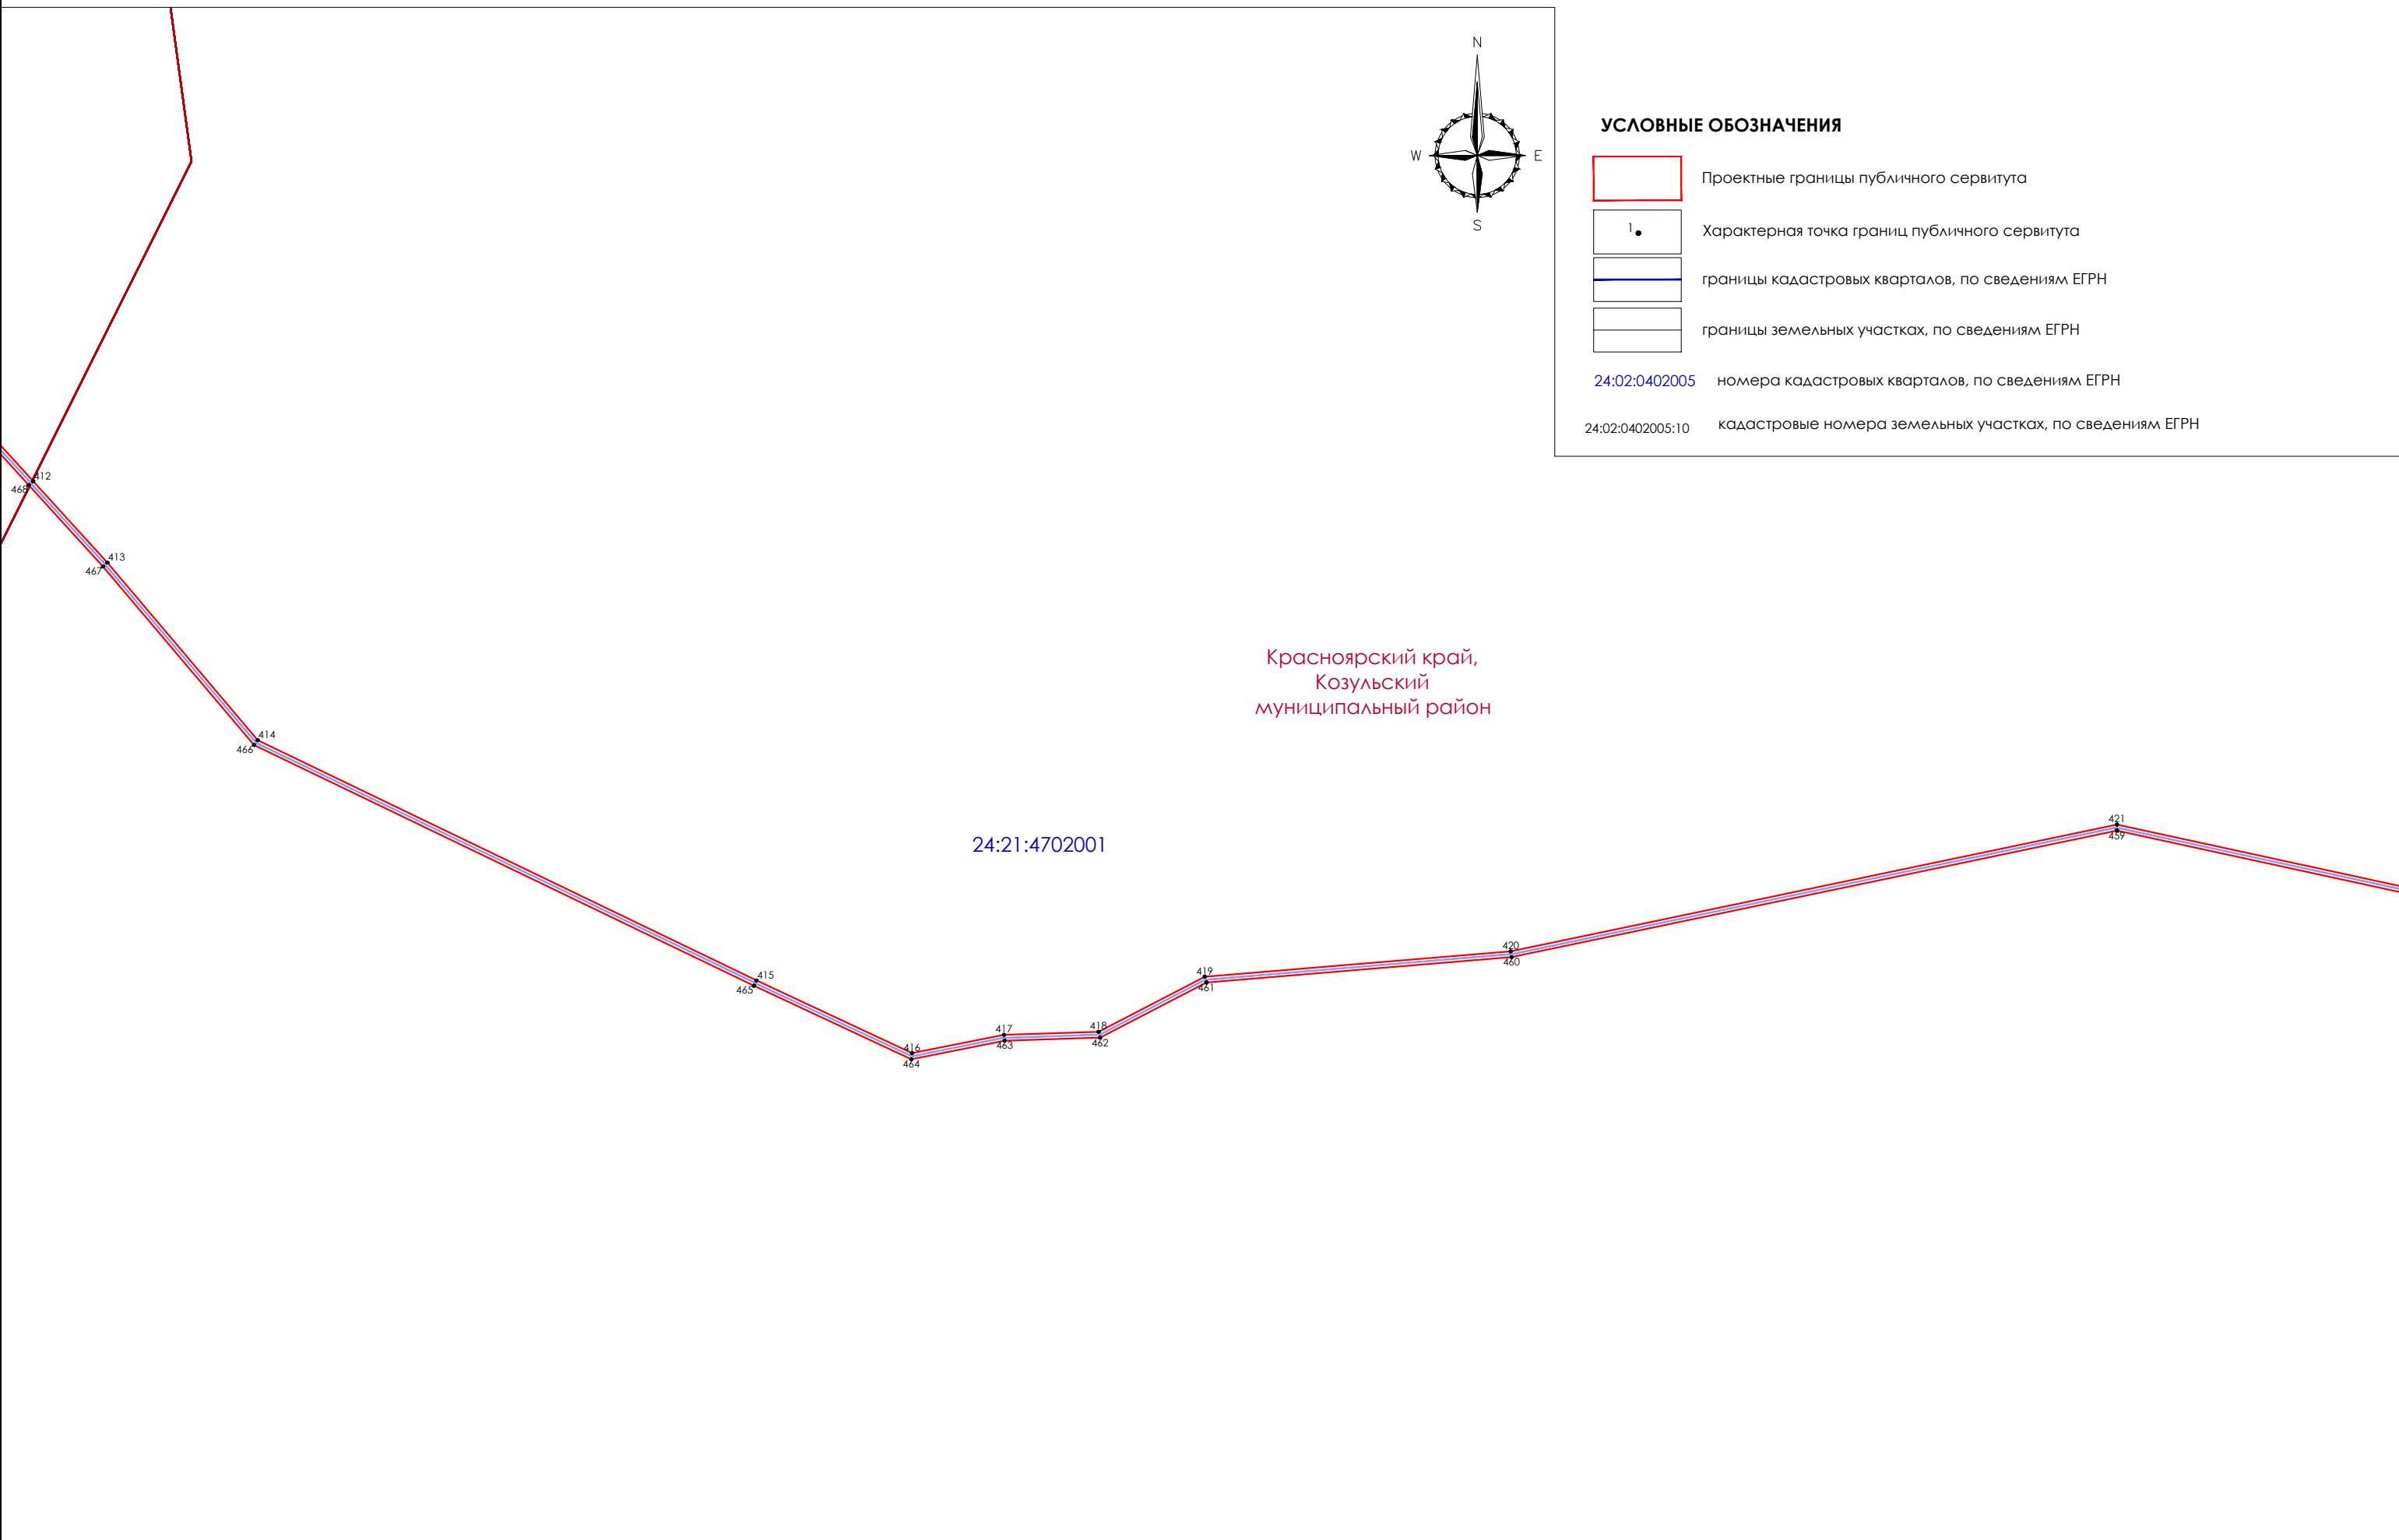 N
W
E
S
УСЛОВНЫЕ ОБОЗНАЧЕНИЯ
Проектные границы публичного сервитута
1
Характерная точка границ публичного сервитута
границы кадастровых кварталов, по сведениям ЕГРН
границы земельных участках, по сведениям ЕГРН
24:02:0402005 номера кадастровых кварталов, по сведениям ЕГРН
24:02:0402005:10 кадастровые номера земельных участках, по сведениям ЕГРН
412
468
413
467
Красноярский край,
Козульский
муниципальный район
414
466
24:21:4702001
421
459
420
460
419
461
415
465
417
418
463
462
416
464